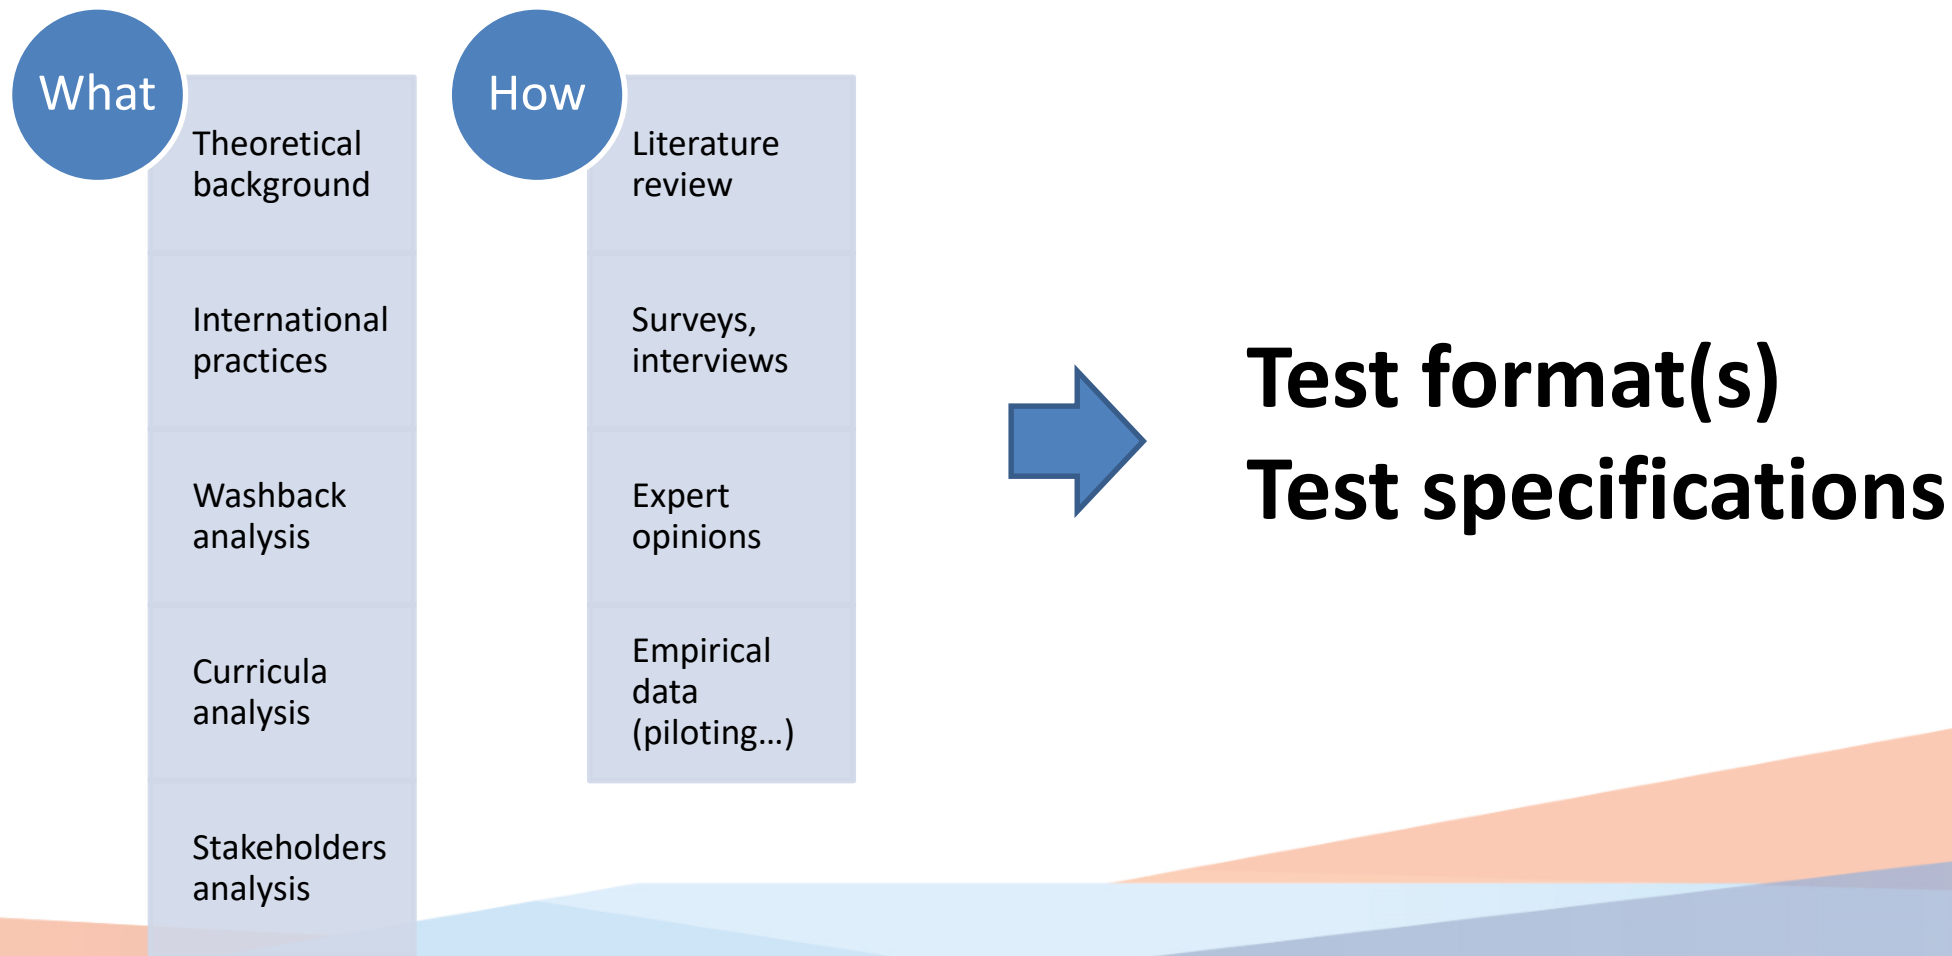 What
Theoretical
background
International
practices
Washback
analysis
Curricula
analysis
Stakeholders
analysis
How
Literature
review
Surveys,
interviews
Expert
opinions
Empirical
data
(piloting...)
Test format(s)
Test specifications